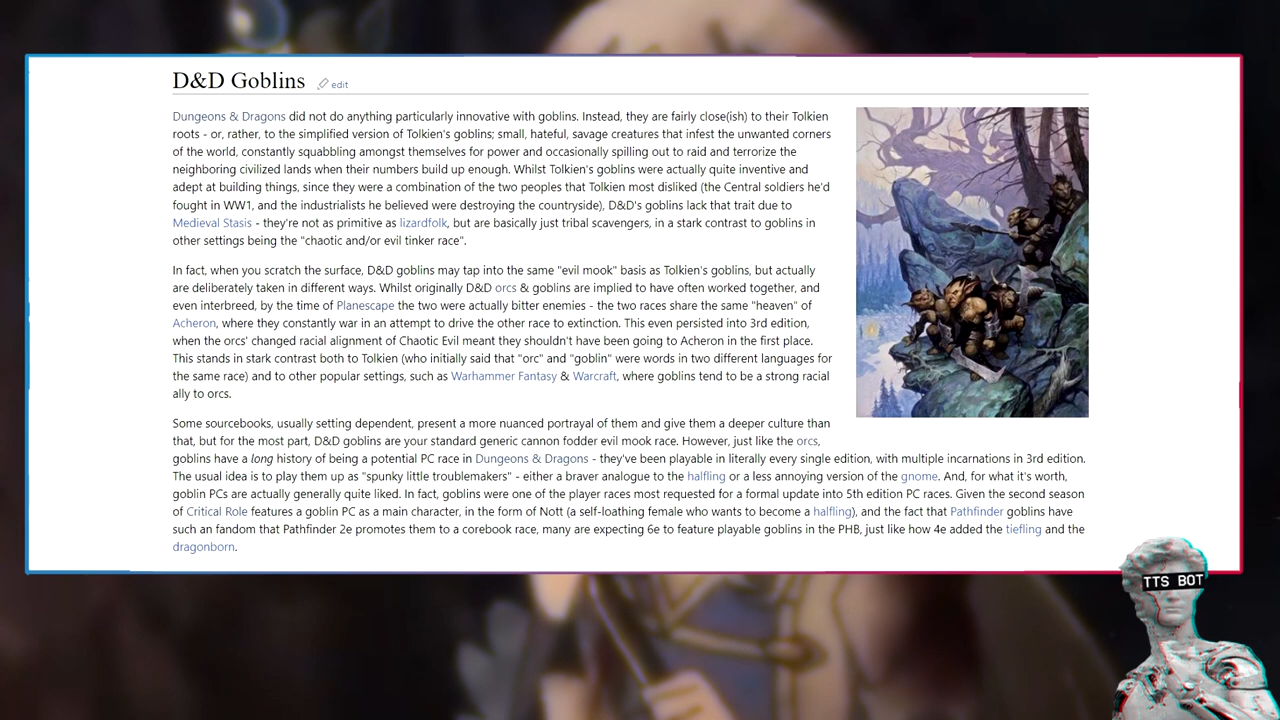 D&D Goblins edit
Dungeons & Dragons did not do anything particularly innovative with goblins. Instead, they are fairly close(ish) to their Tolkien
roots - or, rather, to the simplified version of Tolkien's goblins; small, hateful, savage creatures that infest the unwanted corners
of the world, constantly squabbling amongst themselves for power and occasionally spilling out to raid and terrorize the
neighboring civilized lands when their numbers build up enough. Whilst Tolkien's goblins were actually quite inventive and
adept at building things, since they were a combination of the two peoples that Tolkien most disliked (the Central soldiers he'd
fought in WW1, and the industrialists he believed were destroying the countryside), D&D's goblins lack that trait due to
Medieval Stasis - they're not as primitive as lizardfolk, but are basically just tribal scavengers, in a stark contrast to goblins in
other settings being the "chaotic and/or evil tinker race".
In fact, when you scratch the surface, D&D goblins may tap into the same "evil mook" basis as Tolkien's goblins, but actually
are deliberately taken in different ways. Whilst originally D&D orcs & goblins are implied to have often worked together, and
even interbreed, by the time of Planescape the two were actually bitter enemies - the two races share the same "heaven" of
Acheron, where they constantly war in an attempt to drive the other race to extinction. This even persisted into 3rd edition,
when the orcs' changed racial alignment of Chaotic Evil meant they shouldn't have been going to Acheron in the first place.
This stands in stark contrast both to Tolkien (who initially said that "orc" and "goblin" were words in two different languages for
the same race) and to other popular settings, such as Warhammer Fantasy & Warcraft, where goblins tend to be a strong racial
ally to orcs.
Some sourcebooks, usually setting dependent, present a more nuanced portrayal of them and give them a deeper culture than
that, but for the most part, D&D goblins are your standard generic cannon fodder evil mook race. However, just like the orcs,
goblins have a long history of being a potential PC race in Dungeons & Dragons - they've been playable in literally every single edition, with multiple incarnations in 3rd edition.
The usual idea is to play them up as "spunky little troublemakers" - either a braver analogue to the halfling or a less annoying version of the gnome. And, for what it's worth,
goblin PCs are actually generally quite liked. In fact, goblins were one of the player races most requested for a formal update into 5th edition PC races. Given the second season
of Critical Role features a goblin PC as a main character, in the form of Nott (a self-loathing female who wants to become a halfling), and the fact that Pathfinder goblins have
such an fandom that Pathfinder 2e promotes them to a corebook race, many are expecting 6e to feature playable goblins in the PHB, just like how 4e added the tiefling and the
dragonborn.
TTS BOT